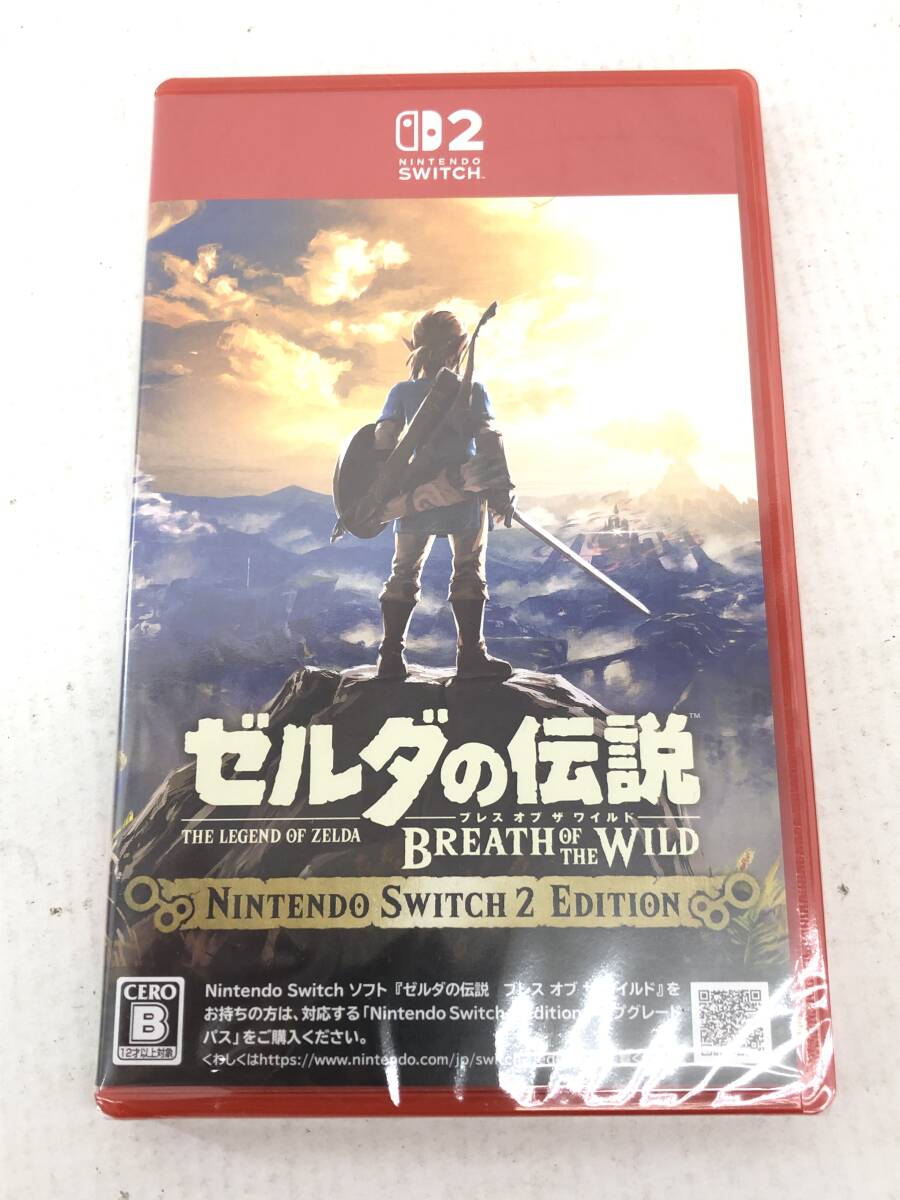 2
NINTENDO
SWITCH™
ゼルダの伝説™
ブレス オブ ザ ワイルド
THE LEGEND OF ZELDA
BREATH OF THE WILD
NINTENDO SWITCH 2 EDITION
CERO
B
12才以上対象
Nintendo Switch ソフト『ゼルダの伝説 ブレス オブ ザ ワイルド』を
お持ちの方は、対応する「Nintendo Switch Edition グレード
パス」をご購入ください。
くわしくはhttps://www.nintendo.com/jp/switch